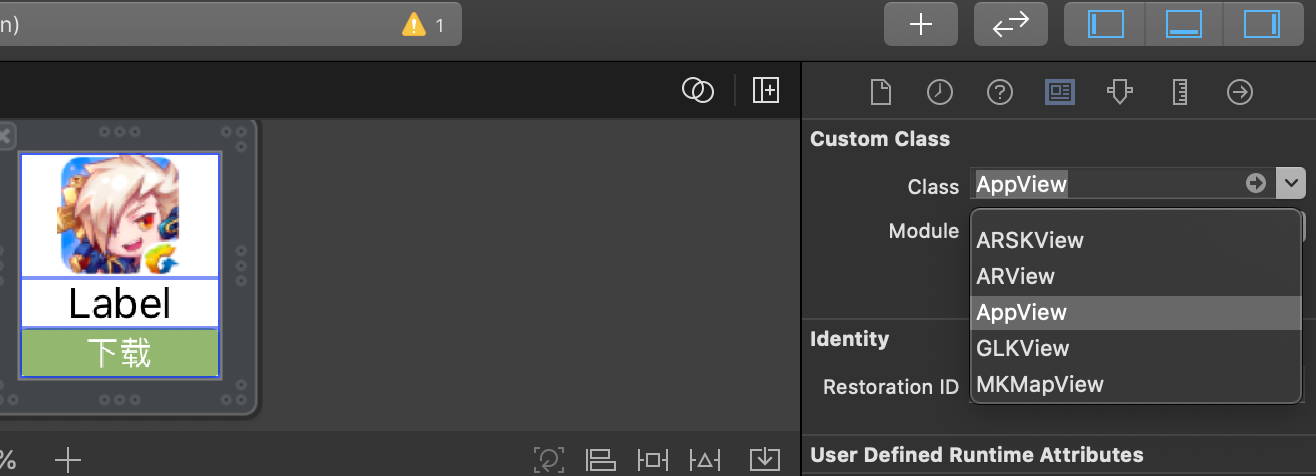 n)
1
Custom Class
Class AppView
Module
ARSKView
ARView
AppView
GLKView
MKMapView
Label
下载
Identity
Restoration ID
User Defined Runtime Attributes
%